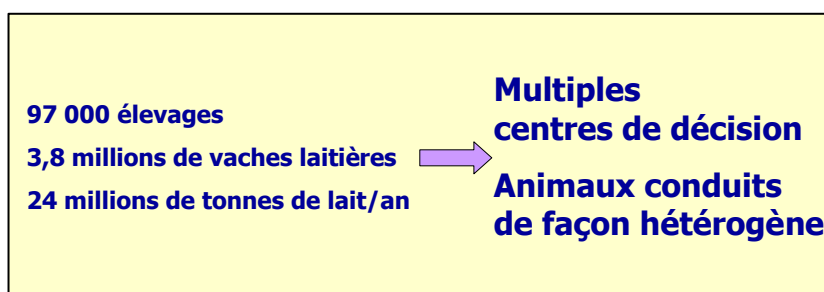 97 000 élevages
3,8 millions de vaches laitières
24 millions de tonnes de lait/an
Multiples
centres de décision
Animaux conduits
de façon hétérogène